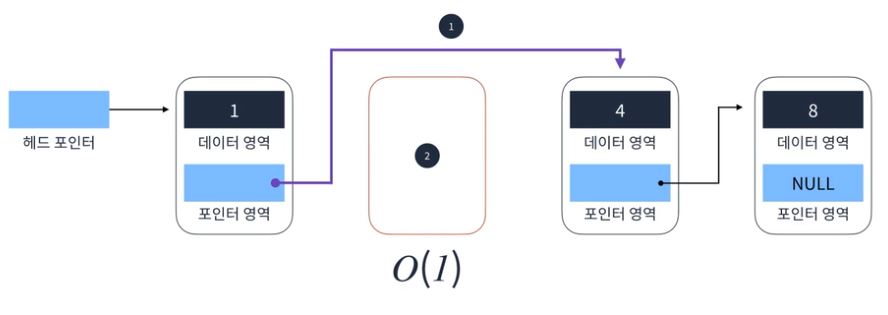 1
헤드 포인터
1
데이터 영역
포인터 영역
2
4
데이터 영역
포인터 영역
8
데이터 영역
NULL
포인터 영역
O(1)